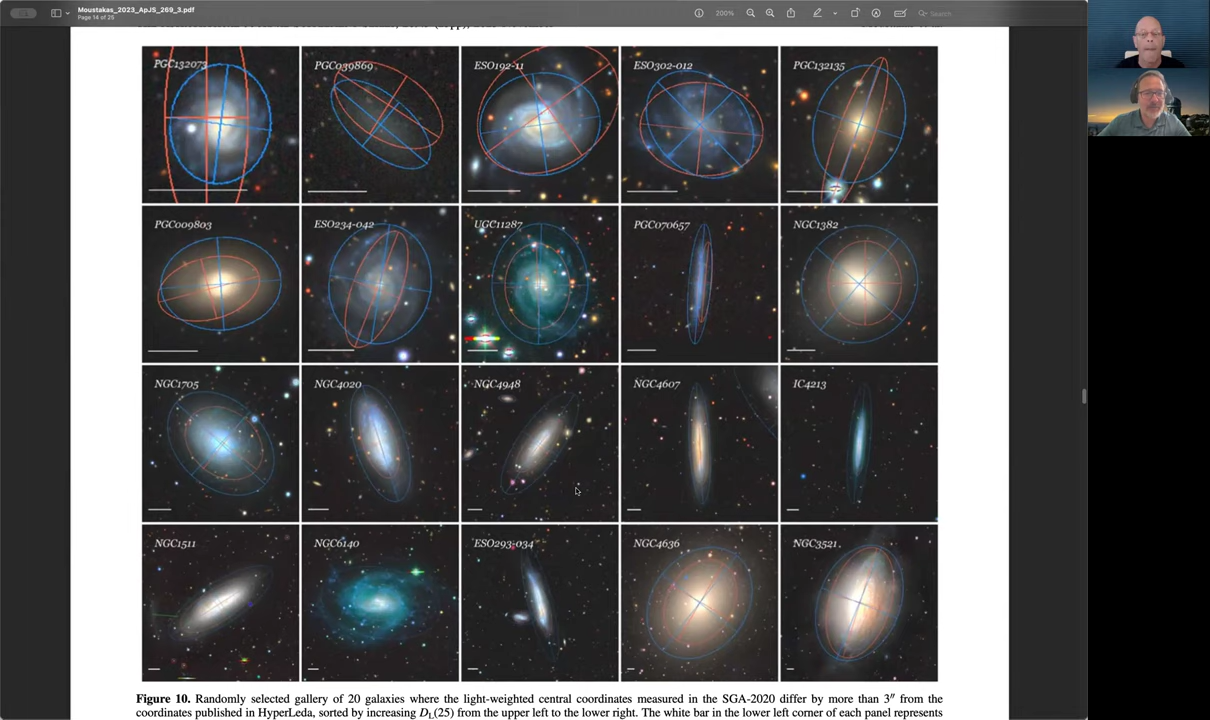 Moustakas_2023_ApJS_269_3.pdf
Page 14 of 25
200%
Search
PGC132073
PGC039869
ESO192-11
ESO302-012
PGC132135
PGC009803
ESO234-042
UGC11287
PGC070657
NGC1382
NGC1705
NGC4020
NGC4948
NGC4607
IC4213
NGC1511
NGC6140
ESO293-034
NGC4636
NGC3521
Figure 10. Randomly selected gallery of 20 galaxies where the light-weighted central coordinates measured in the SGA-2020 differ by more than 3″ from the
coordinates published in HyperLeda, sorted by increasing DL(25) from the upper left to the lower right. The white bar in the lower left corner of each panel represents